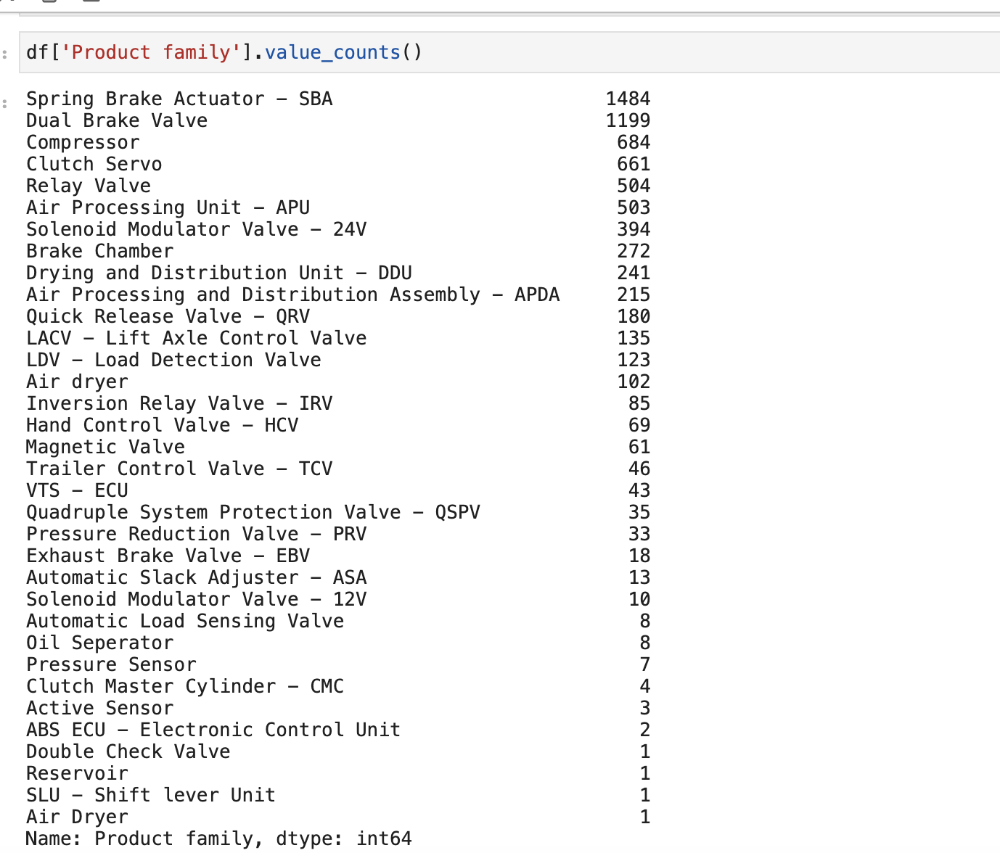 df['Product family'].value_counts()
Spring Brake Actuator – SBA 1484
Dual Brake Valve 1199
Compressor 684
Clutch Servo 661
Relay Valve 504
Air Processing Unit – APU 503
Solenoid Modulator Valve – 24V 394
Brake Chamber 272
Drying and Distribution Unit – DDU 241
Air Processing and Distribution Assembly – APDA 215
Quick Release Valve – QRV 180
LACV – Lift Axle Control Valve 135
LDV – Load Detection Valve 123
Air dryer 102
Inversion Relay Valve – IRV 85
Hand Control Valve – HCV 69
Magnetic Valve 61
Trailer Control Valve – TCV 46
VTS – ECU 43
Quadruple System Protection Valve – QSPV 35
Pressure Reduction Valve – PRV 33
Exhaust Brake Valve – EBV 18
Automatic Slack Adjuster – ASA 13
Solenoid Modulator Valve – 12V 10
Automatic Load Sensing Valve 8
Oil Seperator 8
Pressure Sensor 7
Clutch Master Cylinder – CMC 4
Active Sensor 3
ABS ECU – Electronic Control Unit 2
Double Check Valve 1
Reservoir 1
SLU – Shift lever Unit 1
Air Dryer 1
Name: Product family, dtype: int64